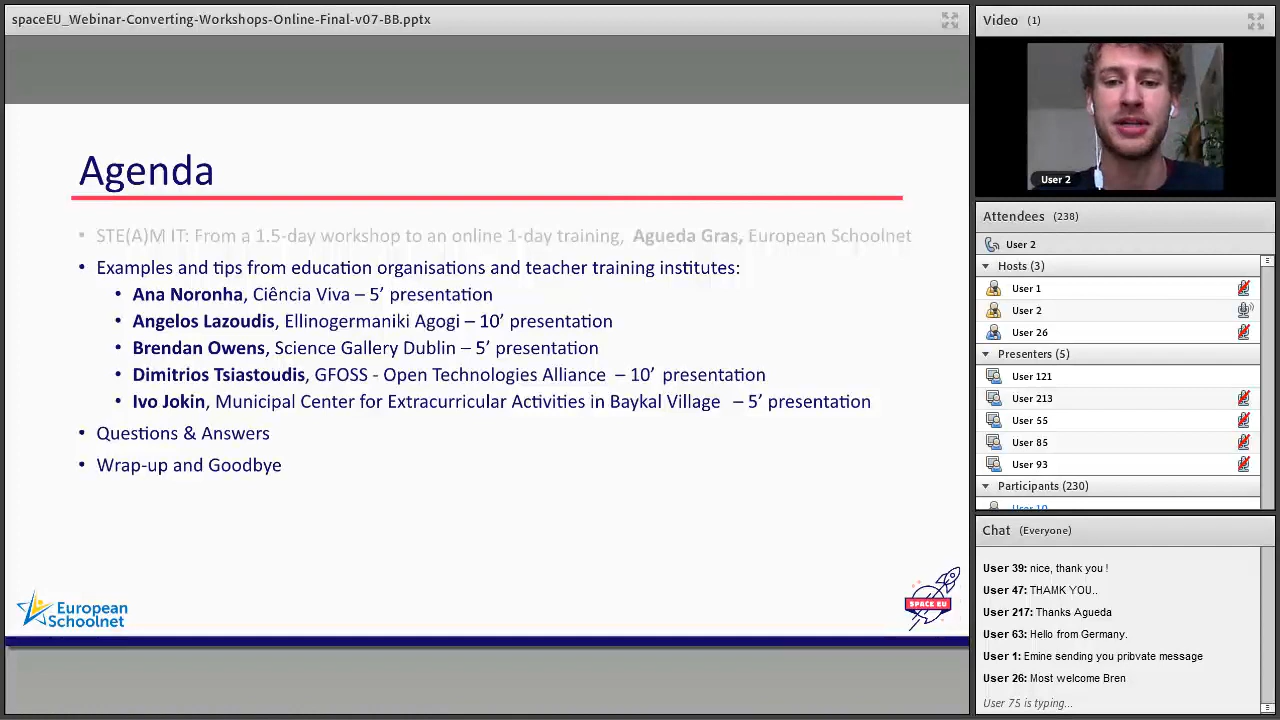 spaceEU_Webinar-Converting-Workshops-Online-Final-v07-BB.pptx
Agenda
• STE(A)M IT: From a 1.5-day workshop to an online 1-day training, Agueda Gras, European Schoolnet
• Examples and tips from education organisations and teacher training institutes:
• Ana Noronha, Ciência Viva – 5’ presentation
• Angelos Lazoudis, Ellinogermaniki Agogi – 10’ presentation
• Brendan Owens, Science Gallery Dublin – 5’ presentation
• Dimitrios Tsiastoudis, GFOSS - Open Technologies Alliance – 10’ presentation
• Ivo Jokin, Municipal Center for Extracurricular Activities in Baykal Village – 5’ presentation
• Questions & Answers
• Wrap-up and Goodbye
European
Schoolnet
SPACE EU
Video (1)
User 2
Attendees (238)
User 2
Hosts (3)
User 1
User 2
User 26
Presenters (5)
User 121
User 213
User 55
User 85
User 93
Participants (230)
User 10
Chat (Everyone)
User 39: nice, thank you !
User 47: THAMK YOU..
User 217: Thanks Agueda
User 63: Hello from Germany.
User 1: Emine sending you pribvate message
User 26: Most welcome Bren
User 75 is typing...